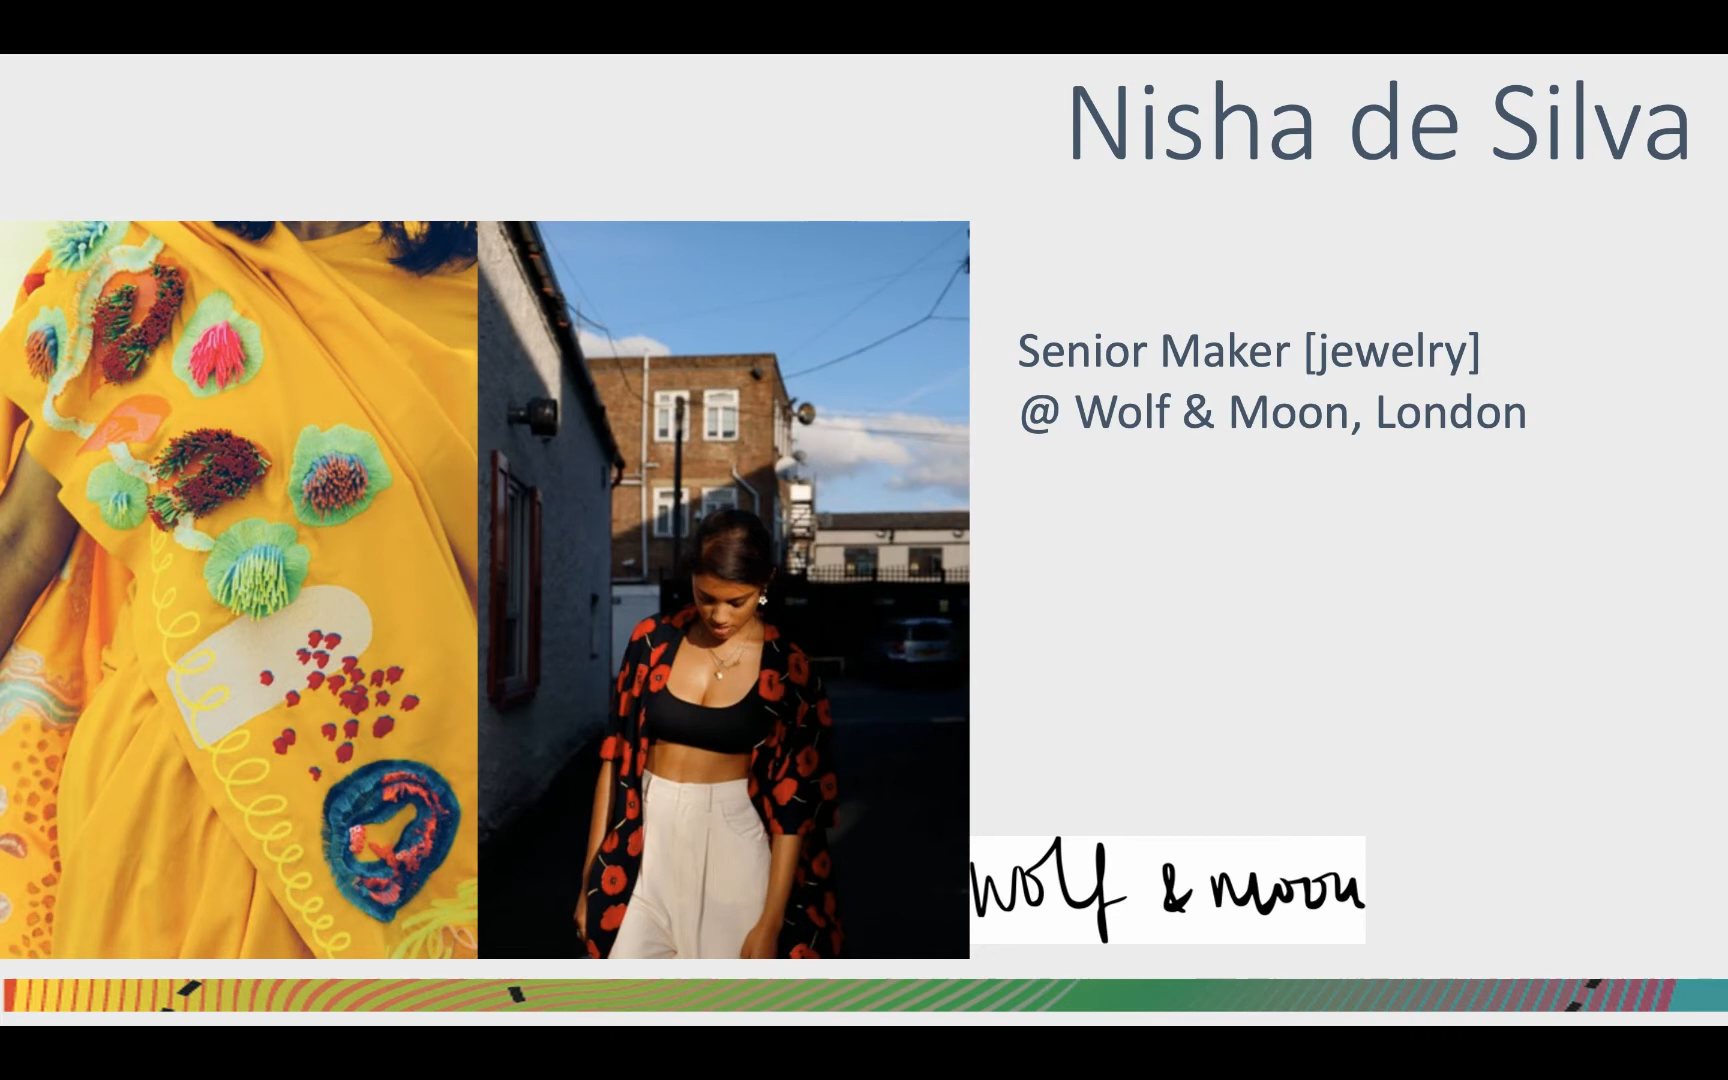 Nisha de Silva
Senior Maker [jewelry]
@ Wolf & Moon, London
wolf & moon